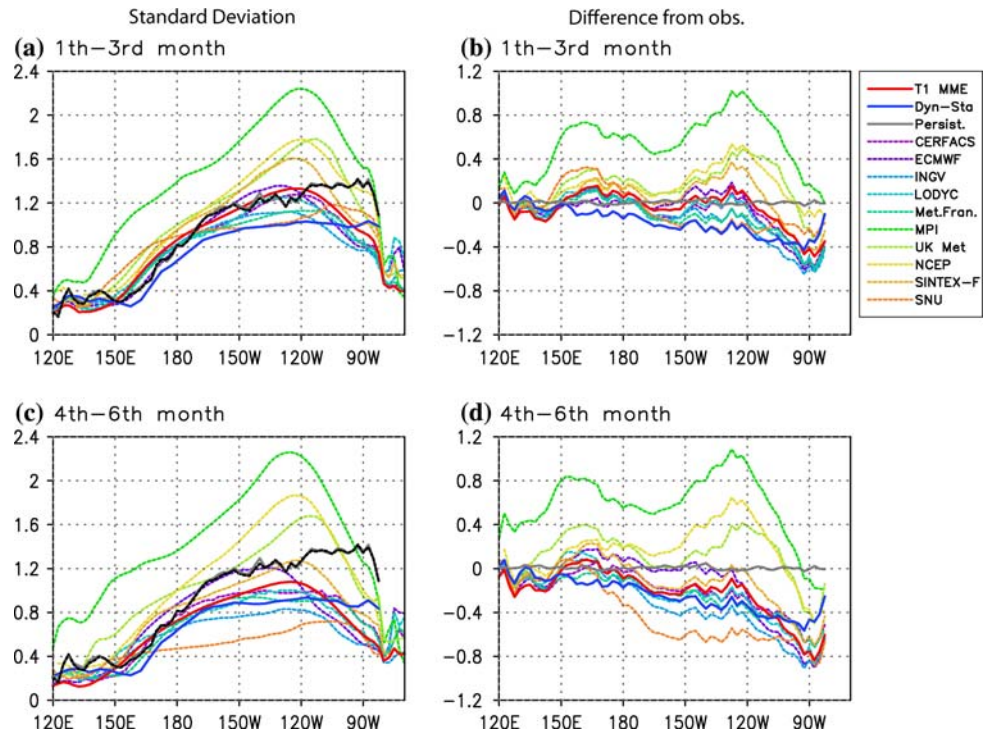 Standard Deviation
Difference from obs.
(a) 1th-3rd month
(b) 1th-3rd month
2.4
2
1.6
1.2
0.8
0.4
0
120E 150E 180 150W 120W 90W
1.2
0.8
0.4
0
-0.4
-0.8
-1.2
120E 150E 180 150W 120W 90W
T1 MME
Dyn-Sta
Persist.
CERFACS
ECMWF
INGV
LODYC
Met.Fran.
MPI
UK Met
NCEP
SINTEX-F
SNU
(c) 4th-6th month
(d) 4th-6th month
2.4
2
1.6
1.2
0.8
0.4
0
120E 150E 180 150W 120W 90W
1.2
0.8
0.4
0
-0.4
-0.8
-1.2
120E 150E 180 150W 120W 90W